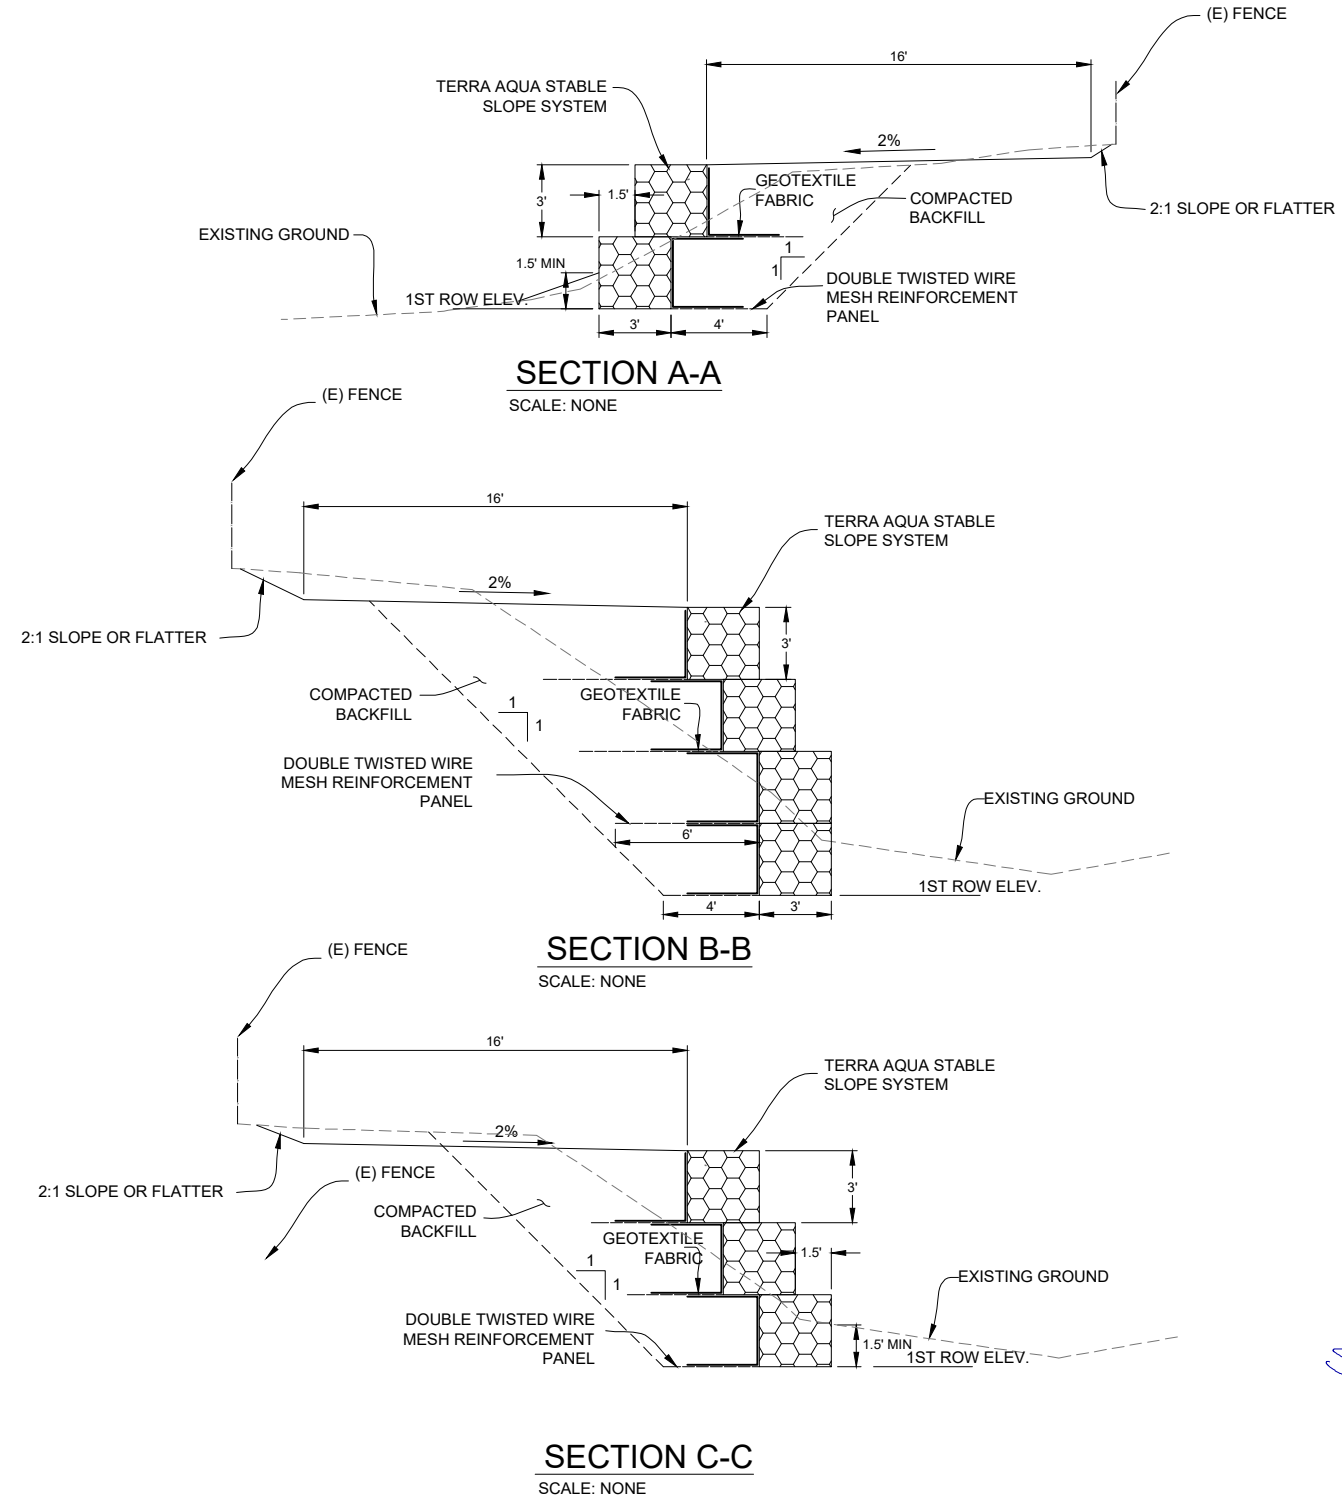 (E) FENCE
16'
TERRA AQUA STABLE
SLOPE SYSTEM
2%
GEOTEXTILE
FABRIC
1.5'
3'
COMPACTED
BACKFILL
2:1 SLOPE OR FLATTER
EXISTING GROUND
1
1
1.5' MIN
DOUBLE TWISTED WIRE
MESH REINFORCEMENT
PANEL
1ST ROW ELEV.
3'
4'
SECTION A-A
SCALE: NONE
(E) FENCE
16'
TERRA AQUA STABLE
SLOPE SYSTEM
2%
2:1 SLOPE OR FLATTER
3'
COMPACTED
BACKFILL
GEOTEXTILE
FABRIC
1
1
DOUBLE TWISTED WIRE
MESH REINFORCEMENT
PANEL
EXISTING GROUND
6'
1ST ROW ELEV.
4'
3'
SECTION B-B
SCALE: NONE
(E) FENCE
16'
TERRA AQUA STABLE
SLOPE SYSTEM
2%
(E) FENCE
2:1 SLOPE OR FLATTER
3'
COMPACTED
BACKFILL
GEOTEXTILE
FABRIC
1.5'
1
1
EXISTING GROUND
DOUBLE TWISTED WIRE
MESH REINFORCEMENT
PANEL
1.5' MIN
1ST ROW ELEV.
SECTION C-C
SCALE: NONE